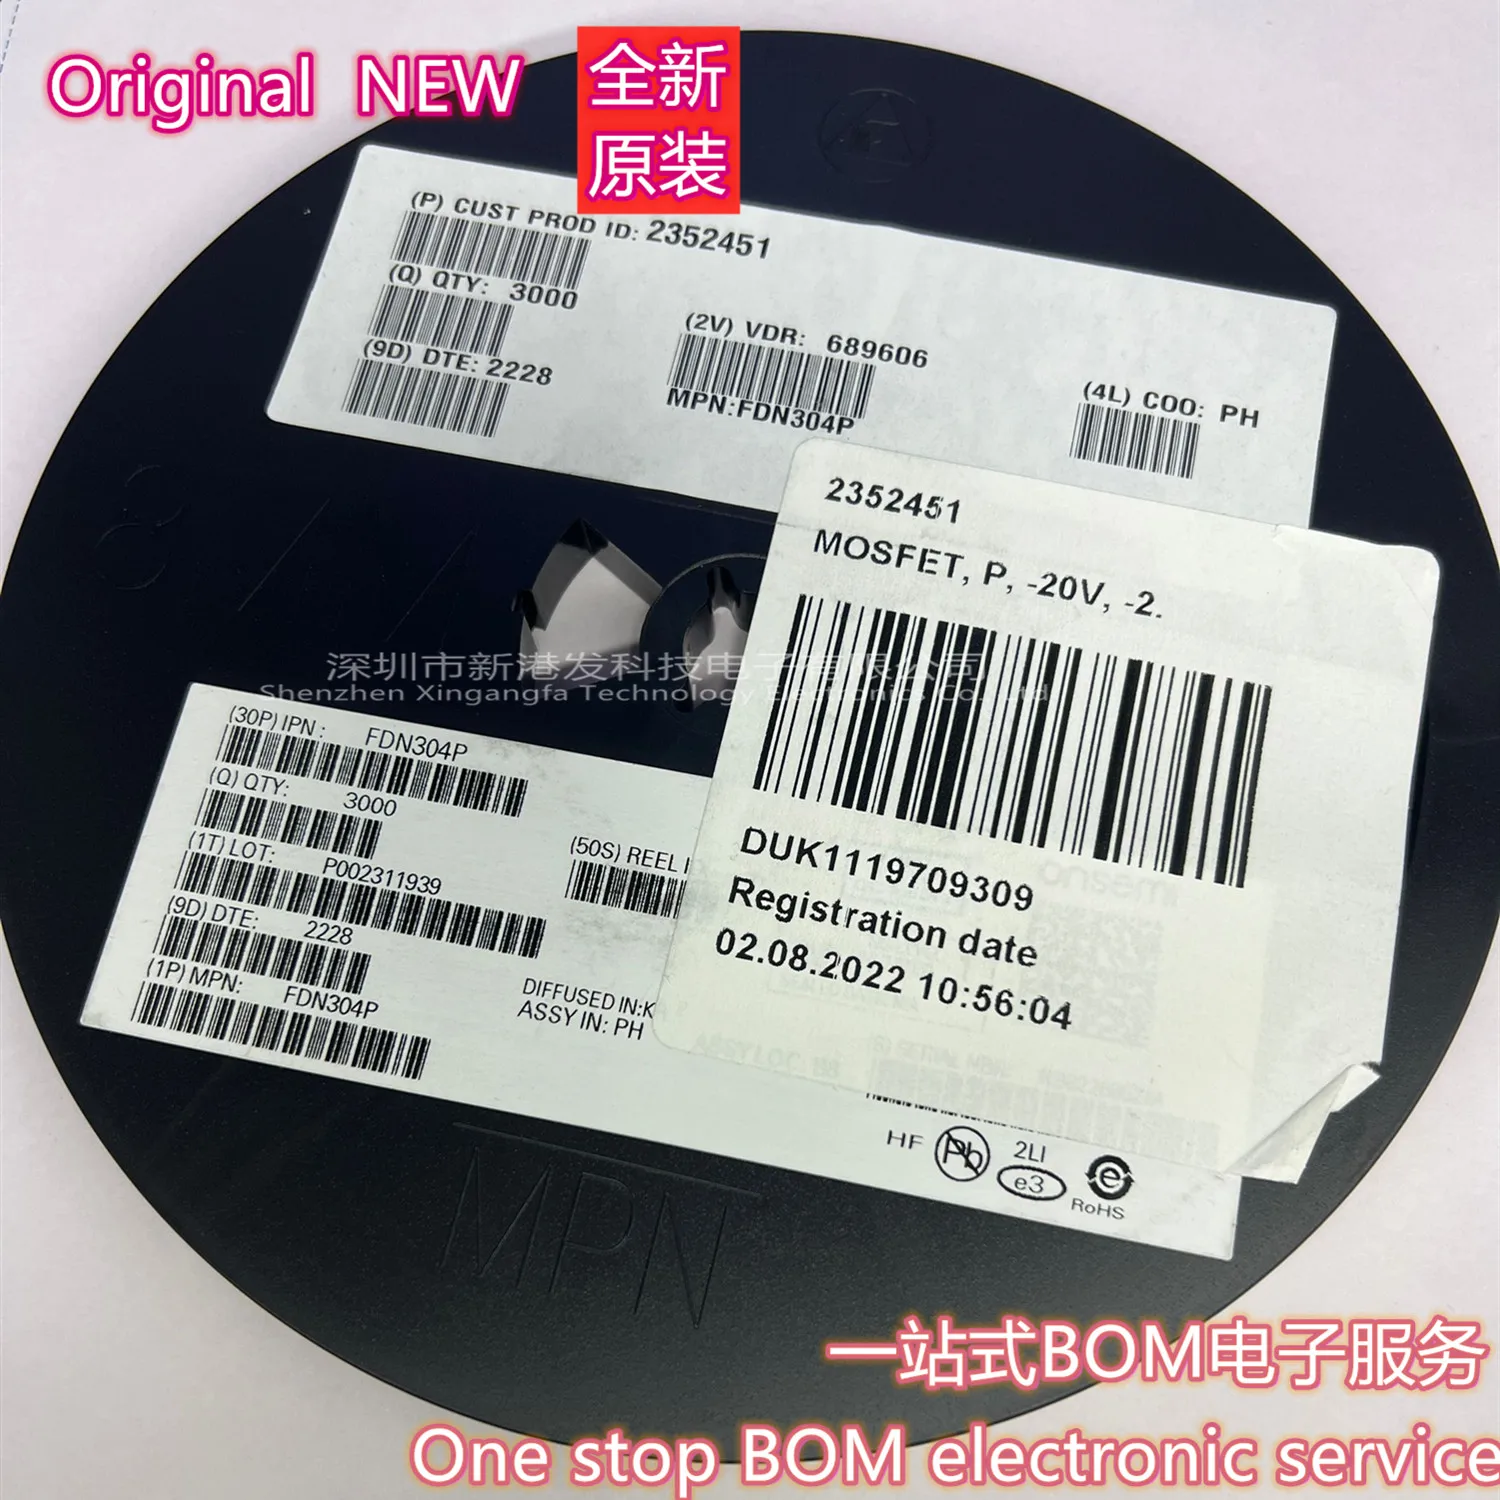 Original NEW
全新
原装
(P) CUST PROD ID: 2352451
(Q) QTY: 3000
(9D) DTE: 2228
(2V) VDR: 689606
MPN:FDN304P
(4L) COO: PH
2352451
MOSFET, P, -20V, -2.
DUK1119709309
Registration date
02.08.2022 10:56:04
深圳市新港发科技电子有限公司
Shenzhen Xingangfa Technology Electronics Co., Ltd
(30P) IPN: FDN304P
(Q) QTY: 3000
(1T) LOT: P002311939
(9D) DTE: 2228
(1P) MPN: FDN304P
(50S) REEL
DIFFUSED IN:K
ASSY IN: PH
onsemi
HF Pb 2LI
e3
e
RoHS
MPN
一站式BOM电子服务
One stop BOM electronic service